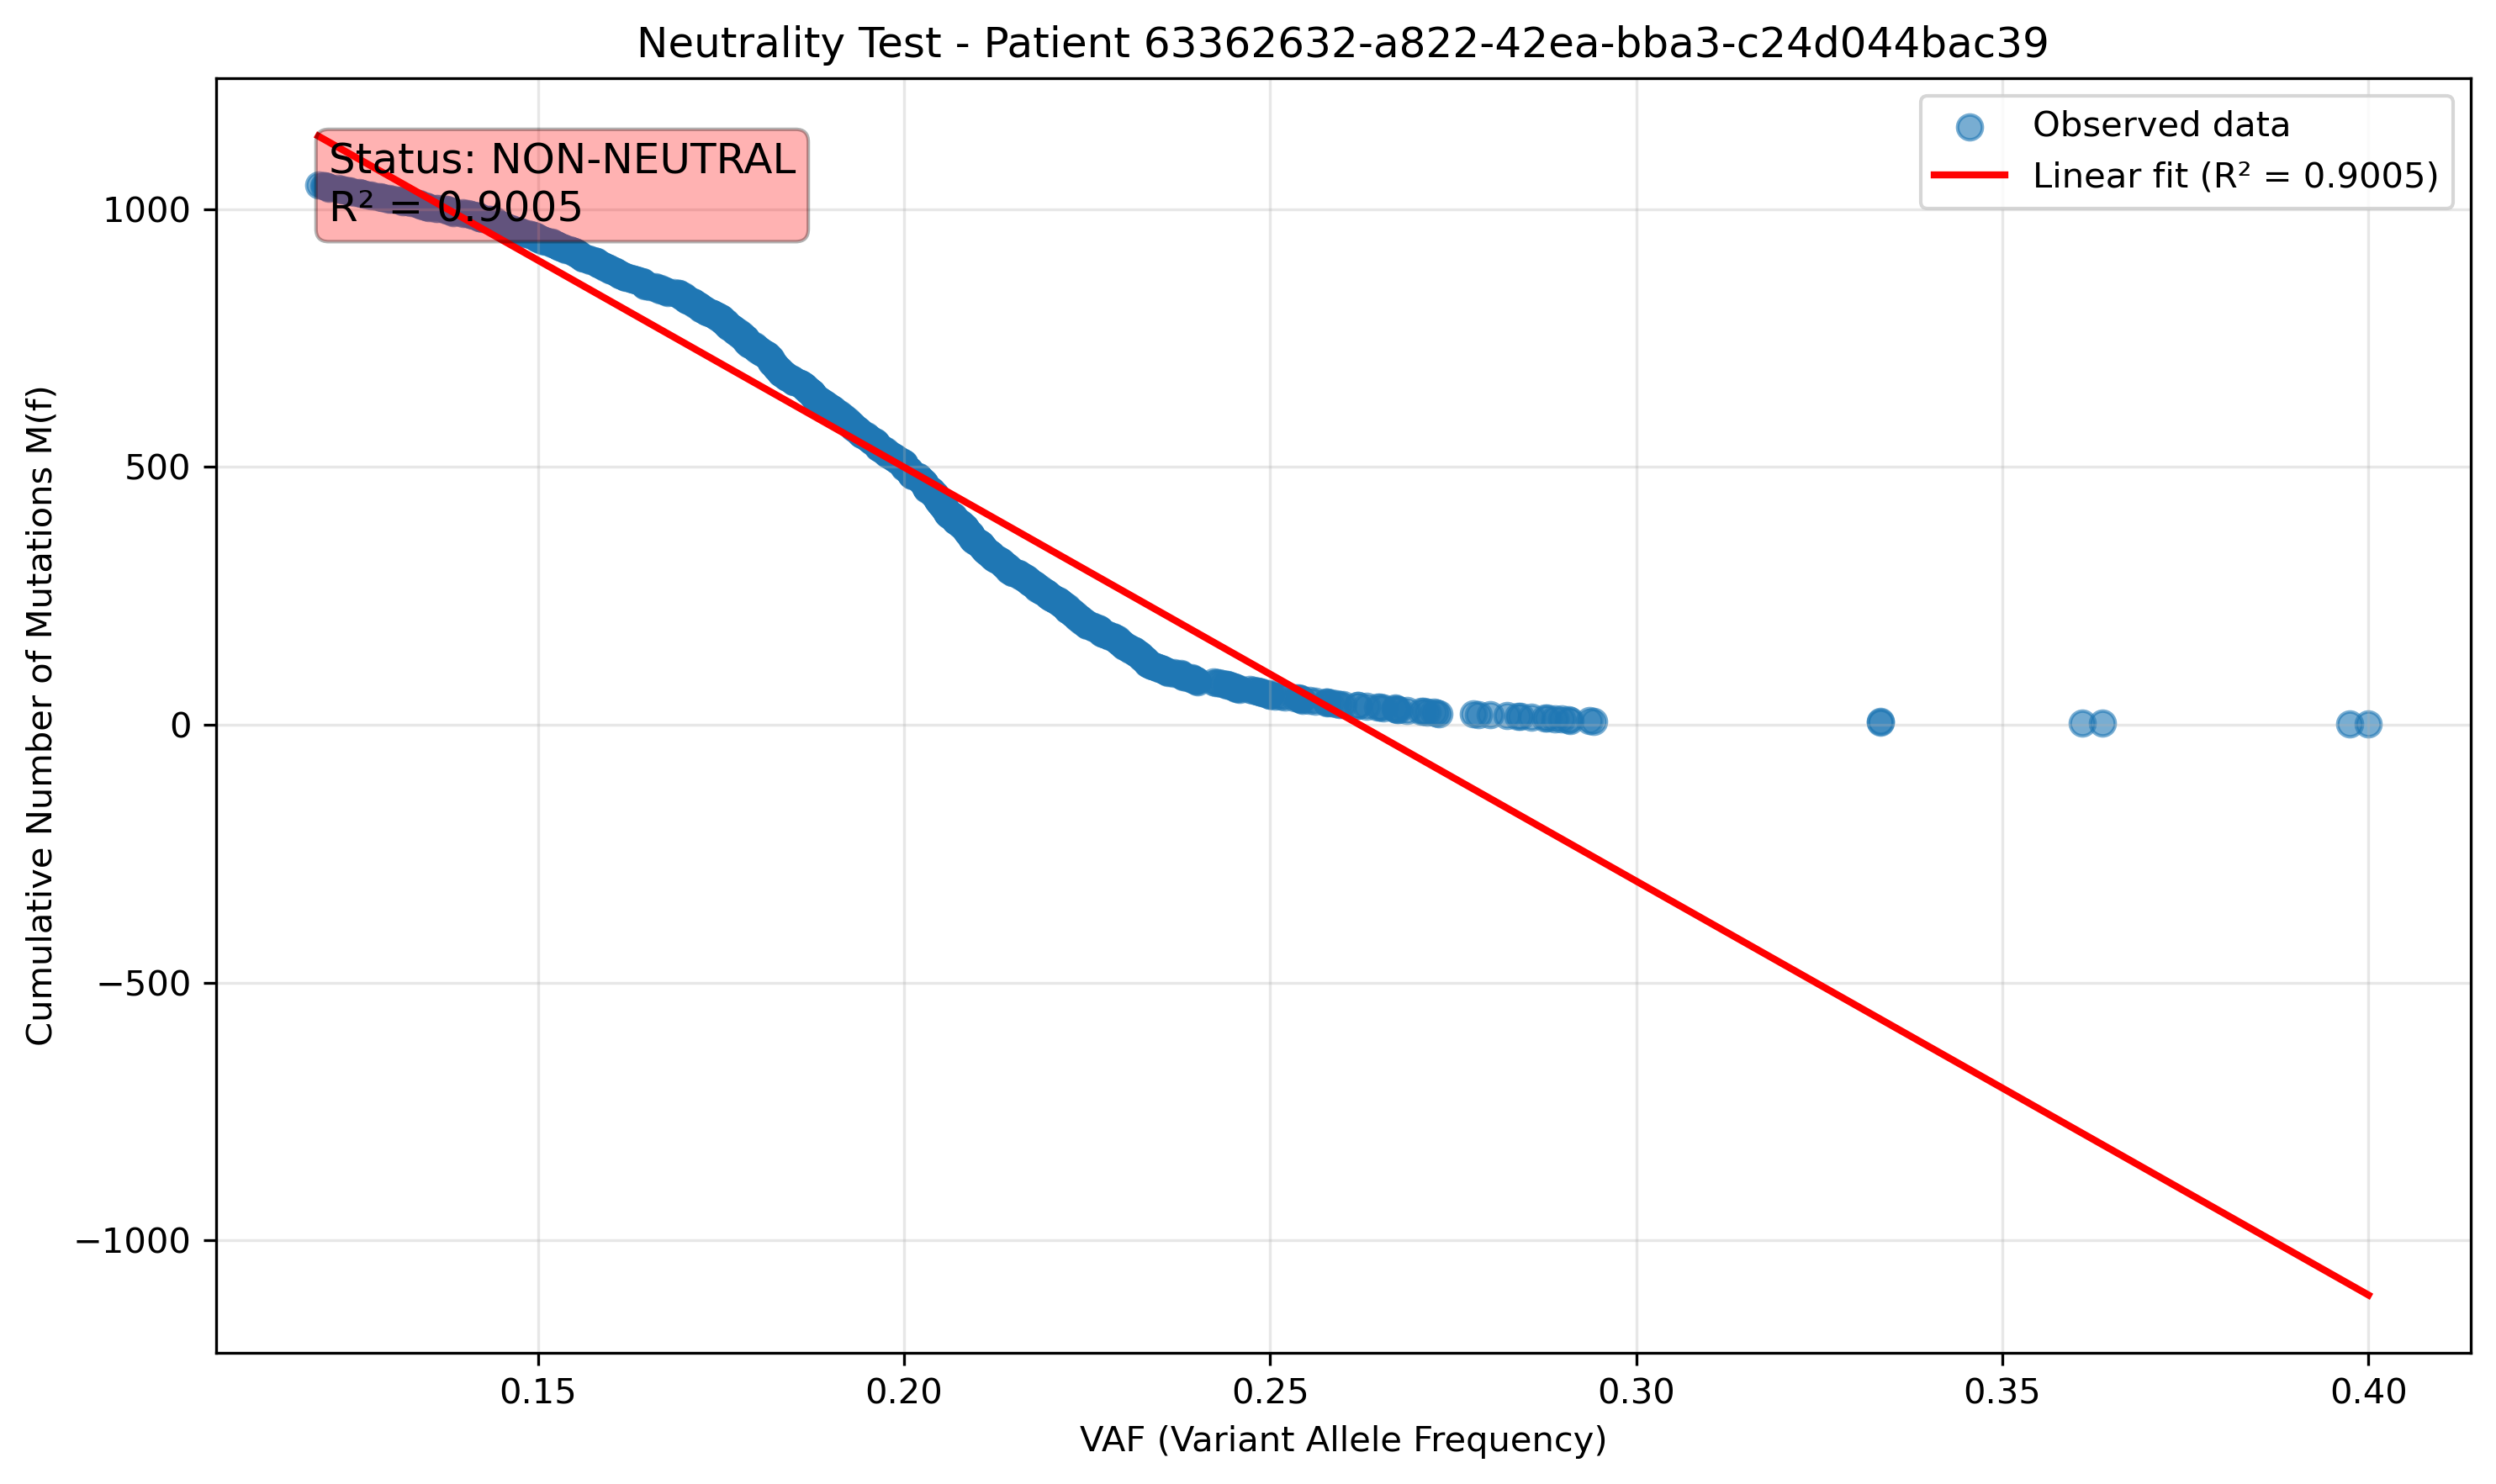 Neutrality Test - Patient 63362632-a822-42ea-bba3-c24d044bac39
Status: NON-NEUTRAL
R² = 0.9005
Observed data
Linear fit (R² = 0.9005)
Cumulative Number of Mutations M(f)
1000
500
0
−500
−1000
0.15
0.20
0.25
0.30
0.35
0.40
VAF (Variant Allele Frequency)